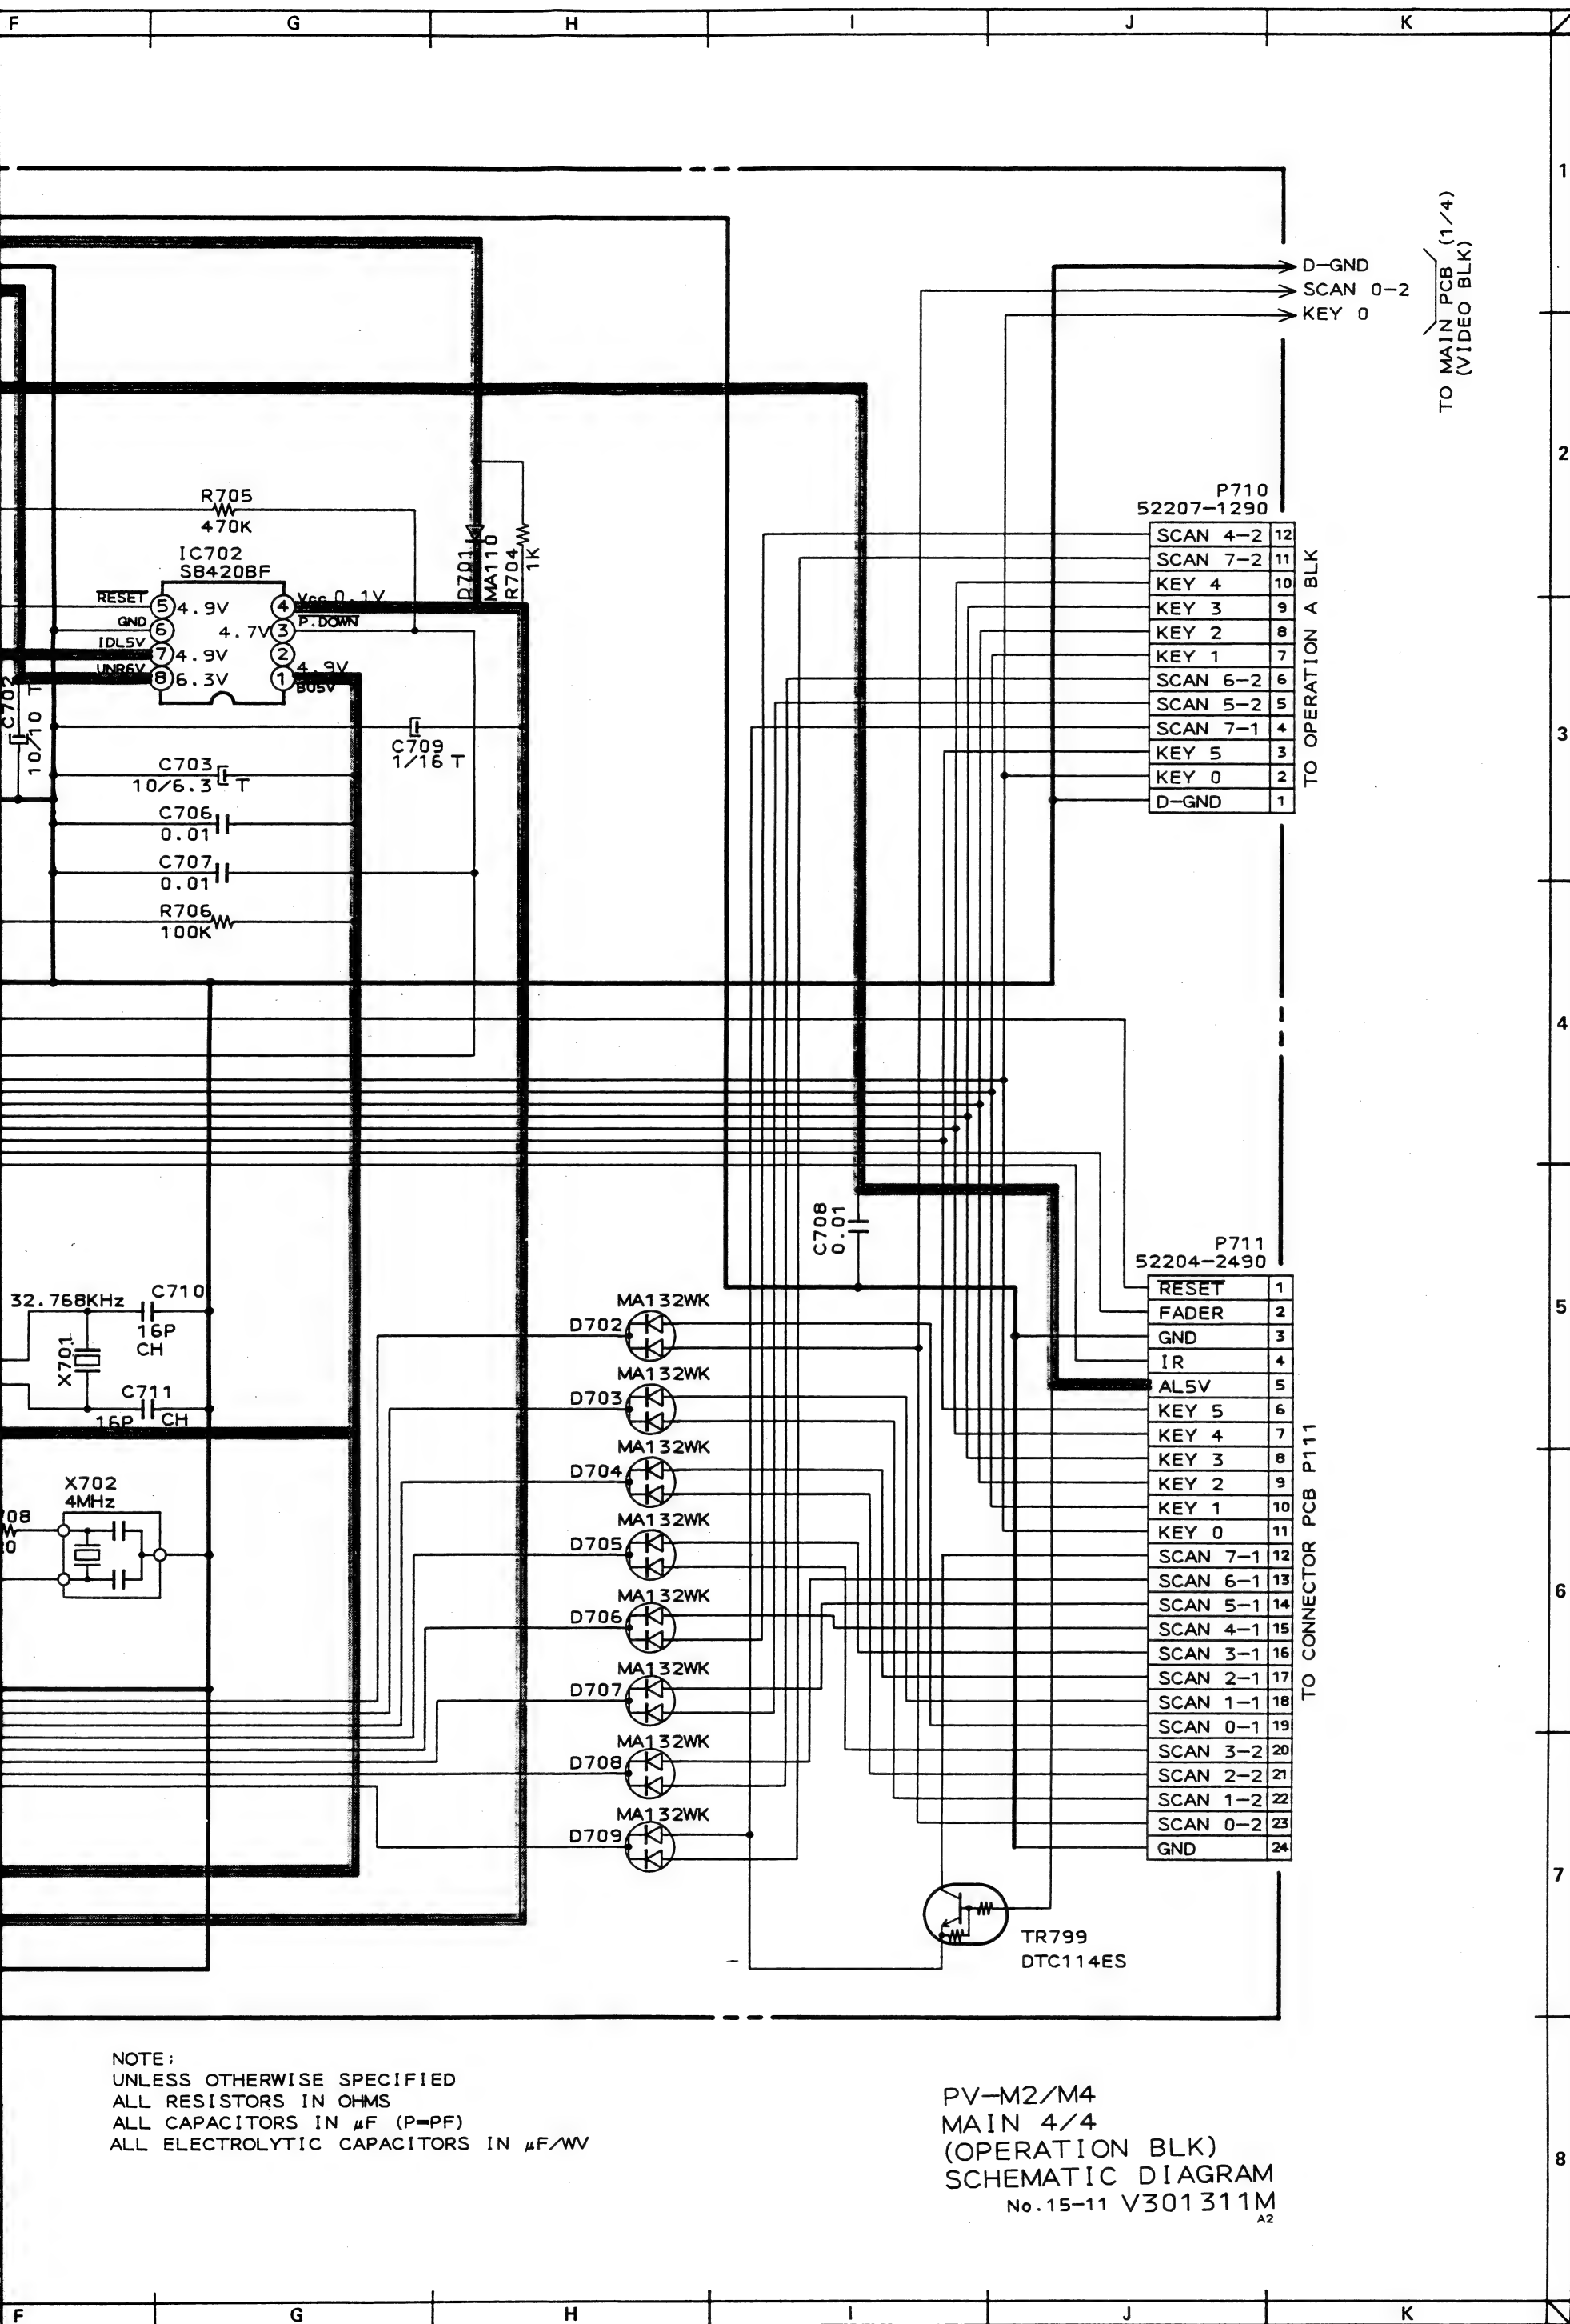 F G H I J K
1
D-GND
SCAN 0-2
KEY 0
TO MAIN PCB (1/4)
(VIDEO BLK)
2
R705
470K
IC702
S8420BF
RESET 5 4.9V
GND 6
IDL5V 7 4.9V
UNR6V 8 6.3V
4 Vcc 0.1V
4.7V 3 P.DOWN
2
1 4.9V
BU5V
D701
MA110
R704
1K
P710
52207-1290
SCAN 4-2 12
SCAN 7-2 11
KEY 4 10
KEY 3 9
KEY 2 8
KEY 1 7
SCAN 6-2 6
SCAN 5-2 5
SCAN 7-1 4
KEY 5 3
KEY 0 2
D-GND 1
TO OPERATION A BLK
3
C702
10/10 T
C709
1/16 T
C703
10/6.3 T
C706
0.01
C707
0.01
R706
100K
4
C708
0.01
P711
52204-2490
RESET 1
FADER 2
GND 3
IR 4
AL5V 5
KEY 5 6
KEY 4 7
KEY 3 8
KEY 2 9
KEY 1 10
KEY 0 11
SCAN 7-1 12
SCAN 6-1 13
SCAN 5-1 14
SCAN 4-1 15
SCAN 3-1 16
SCAN 2-1 17
SCAN 1-1 18
SCAN 0-1 19
SCAN 3-2 20
SCAN 2-2 21
SCAN 1-2 22
SCAN 0-2 23
GND 24
TO CONNECTOR PCB P111
5
32.768KHz
X701
C710
16P
CH
C711
16P CH
X702
4MHz
08
0
MA132WK
D702
MA132WK
D703
MA132WK
D704
MA132WK
D705
MA132WK
D706
MA132WK
D707
MA132WK
D708
MA132WK
D709
6
7
TR799
DTC114ES
NOTE;
UNLESS OTHERWISE SPECIFIED
ALL RESISTORS IN OHMS
ALL CAPACITORS IN μF (P=PF)
ALL ELECTROLYTIC CAPACITORS IN μF/WV
PV-M2/M4
MAIN 4/4
(OPERATION BLK)
SCHEMATIC DIAGRAM
No.15-11 V301311M
A2
8
F G H I J K